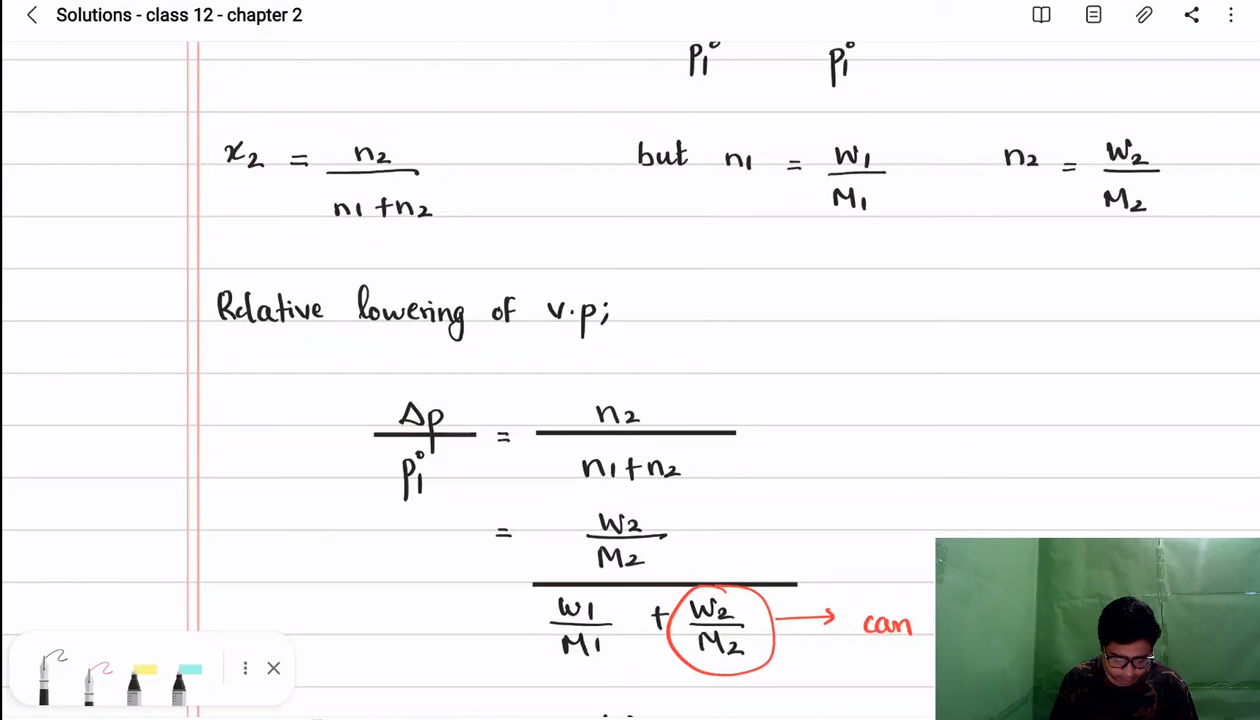 Solutions - class 12 - chapter 2
p₁° p₁°
x₂ = n₂ / (n₁ + n₂) but n₁ = W₁ / M₁ n₂ = W₂ / M₂
Relative lowering of v.p;
Δp / p₁° = n₂ / (n₁ + n₂)
= (W₂ / M₂) / (W₁ / M₁ + W₂ / M₂) → can